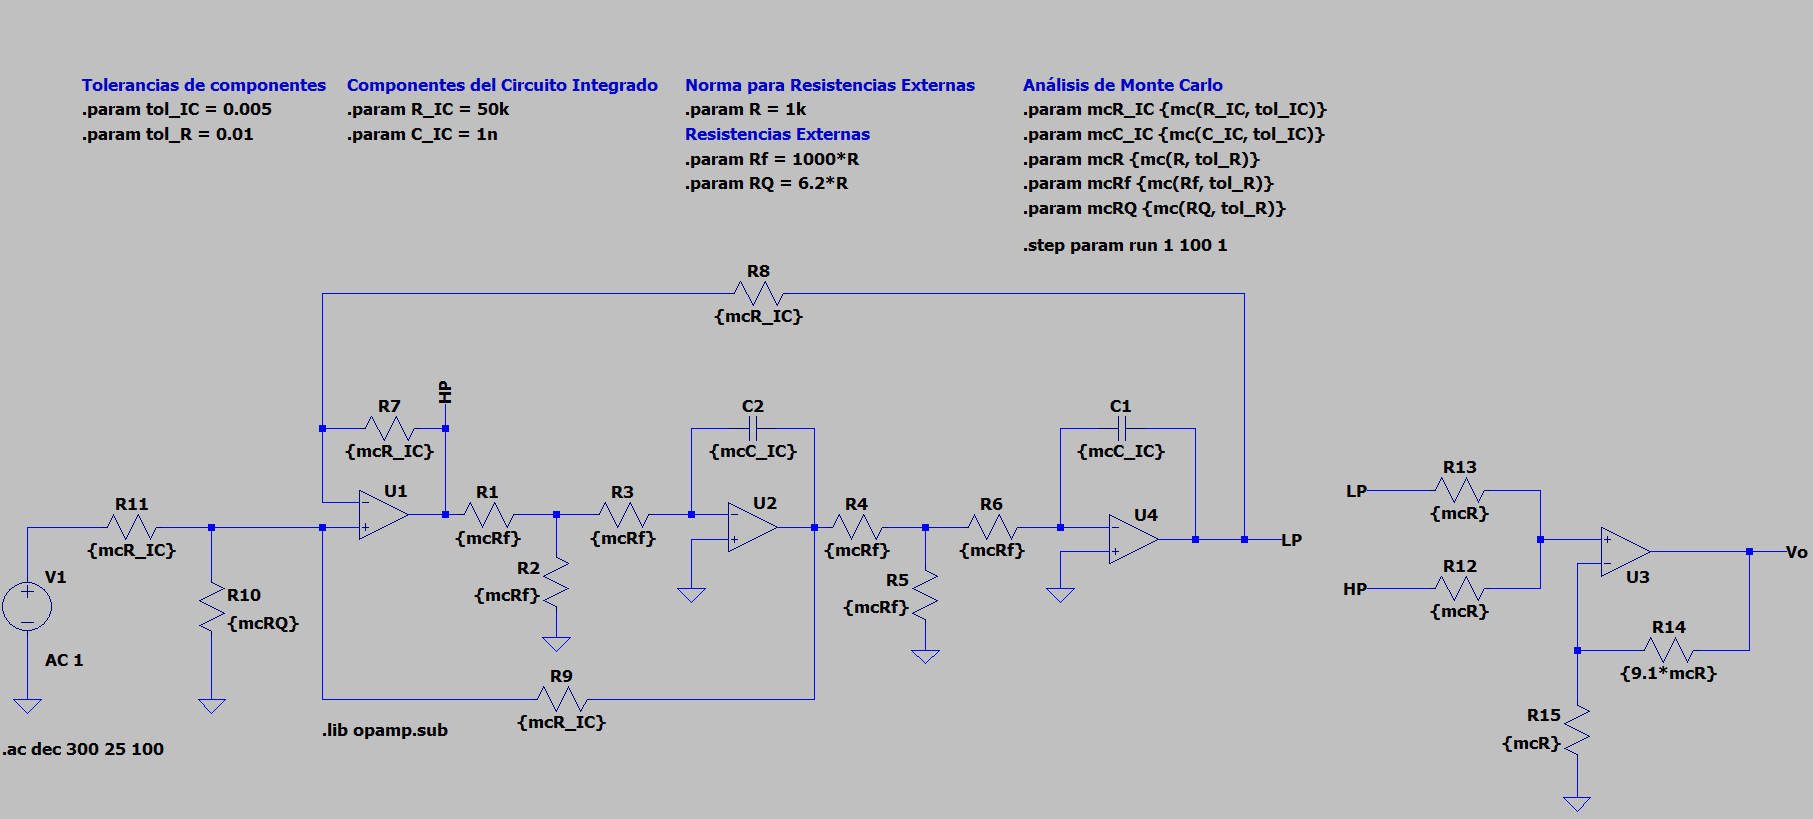 Tolerancias de componentes
.param tol_IC = 0.005
.param tol_R = 0.01
Componentes del Circuito Integrado
.param R_IC = 50k
.param C_IC = 1n
Norma para Resistencias Externas
.param R = 1k
Resistencias Externas
.param Rf = 1000*R
.param RQ = 6.2*R
Análisis de Monte Carlo
.param mcR_IC {mc(R_IC, tol_IC)}
.param mcC_IC {mc(C_IC, tol_IC)}
.param mcR {mc(R, tol_R)}
.param mcRf {mc(Rf, tol_R)}
.param mcRQ {mc(RQ, tol_R)}
.step param run 1 100 1
R8
{mcR_IC}
HP
R7
{mcR_IC}
C2
{mcC_IC}
C1
{mcC_IC}
R11
{mcR_IC}
U1
R1
{mcRf}
R3
{mcRf}
U2
R4
{mcRf}
R6
{mcRf}
U4
LP
V1
AC 1
R10
{mcRQ}
R2
{mcRf}
R5
{mcRf}
R9
{mcR_IC}
.lib opamp.sub
.ac dec 300 25 100
LP
R13
{mcR}
HP
R12
{mcR}
U3
Vo
R14
{9.1*mcR}
R15
{mcR}